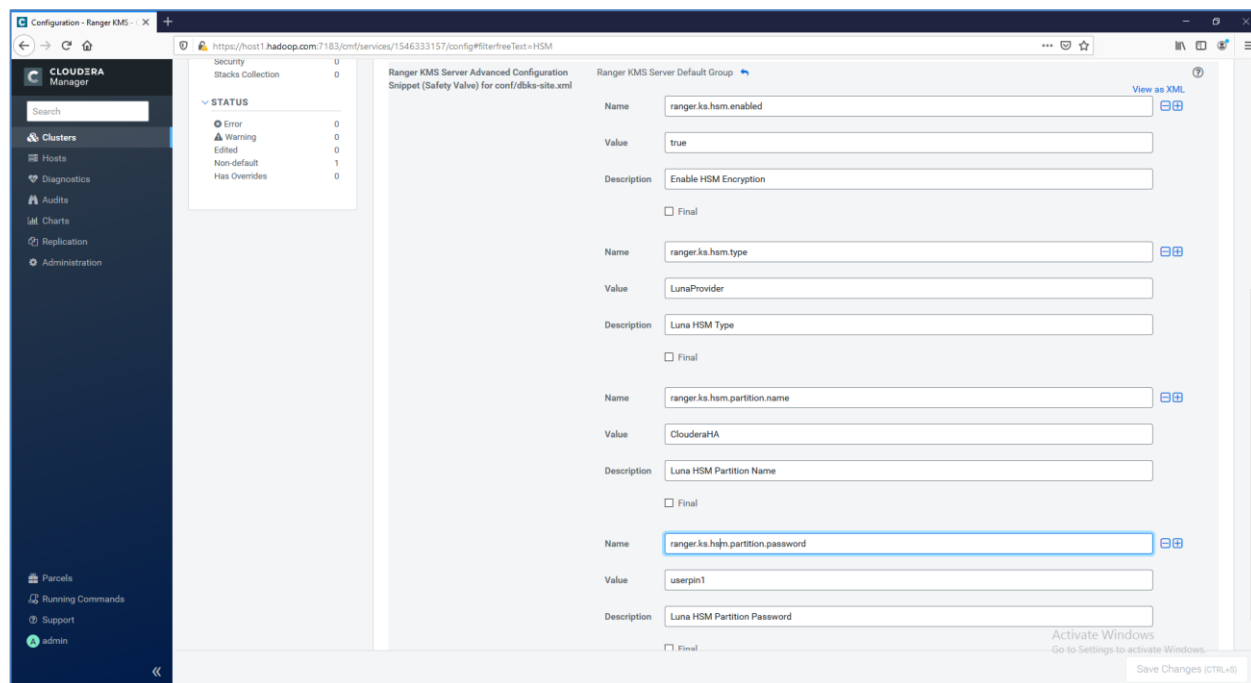 Configuration - Ranger KMS - C
https://host1.hadoop.com:7183/cmf/services/1546333157/config#filterfreeText=HSM
CLOUDERA
Manager
Search
Clusters
Hosts
Diagnostics
Audits
Charts
Replication
Administration
Parcels
Running Commands
Support
A admin
Security 0
Stacks Collection 0
STATUS
Error 0
Warning 0
Edited 0
Non-default 1
Has Overrides 0
Ranger KMS Server Advanced Configuration
Snippet (Safety Valve) for conf/dbks-site.xml
Ranger KMS Server Default Group
View as XML
Name ranger.ks.hsm.enabled
Value true
Description Enable HSM Encryption
Final
Name ranger.ks.hsm.type
Value LunaProvider
Description Luna HSM Type
Final
Name ranger.ks.hsm.partition.name
Value ClouderaHA
Description Luna HSM Partition Name
Final
Name ranger.ks.hsm.partition.password
Value userpin1
Description Luna HSM Partition Password
Final
Activate Windows
Go to Settings to activate Windows.
Save Changes (CTRL+S)